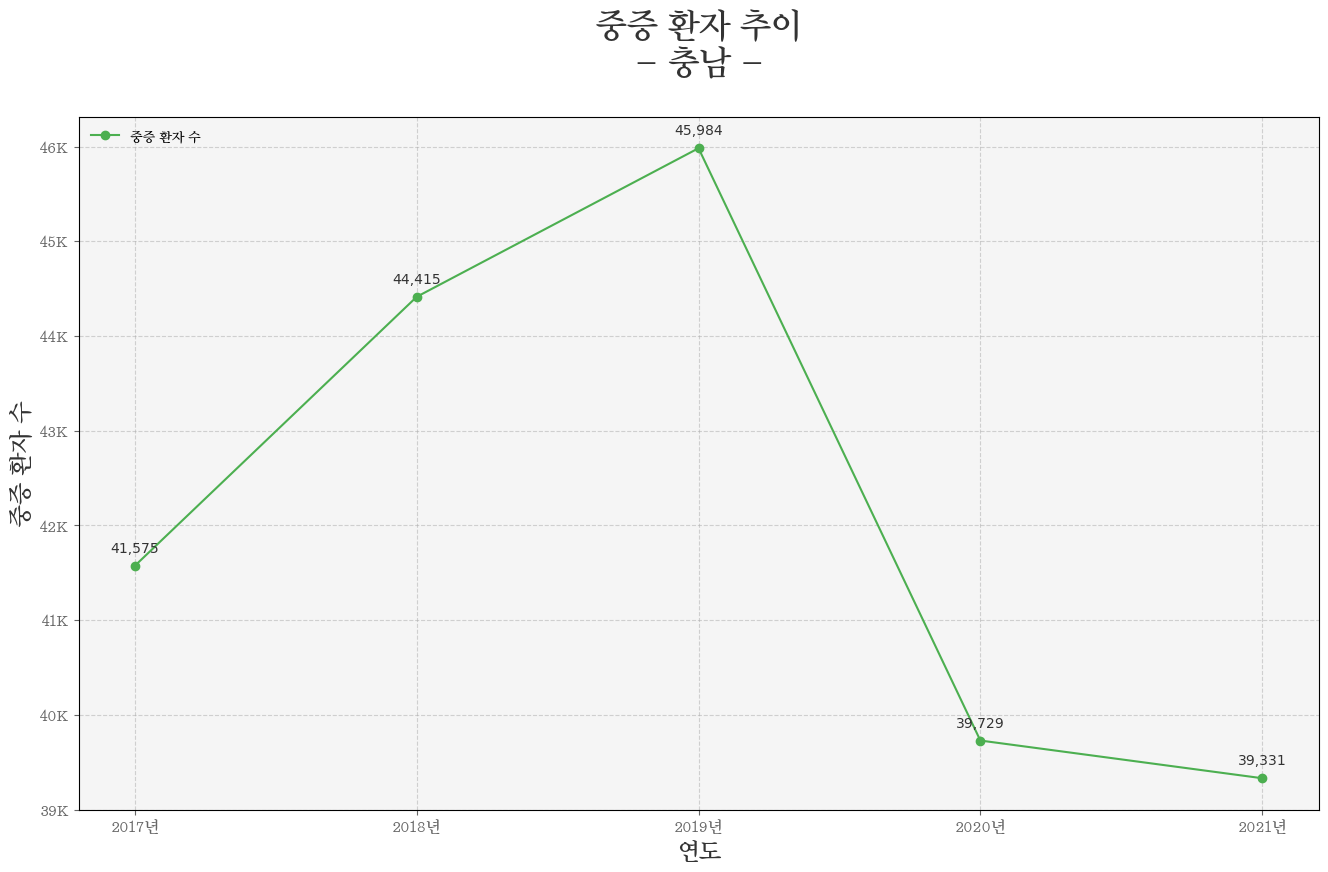 중증 환자 추이
- 충남 -
중증 환자 수
45,984
46K
45K
44,415
44K
43K
중증 환자 수
42K
41,575
41K
40K
39,729
39,331
39K
2017년 2018년 2019년 2020년 2021년
연도